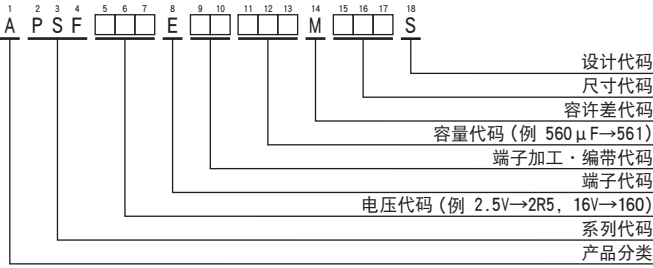 1 2 3 4 5 6 7 8 9 10 11 12 13 14 15 16 17 18
A P S F E M S
设计代码
尺寸代码
容许差代码
容量代码 (例 560μF→561)
端子加工・编带代码
端子代码
电压代码 (例 2.5V→2R5, 16V→160)
系列代码
产品分类